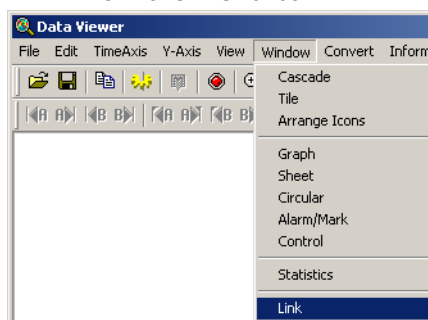 Data Viewer
File Edit TimeAxis Y-Axis View Window Convert Inform
Cascade
Tile
Arrange Icons
A A B B A A B B
Graph
Sheet
Circular
Alarm/Mark
Control
Statistics
Link